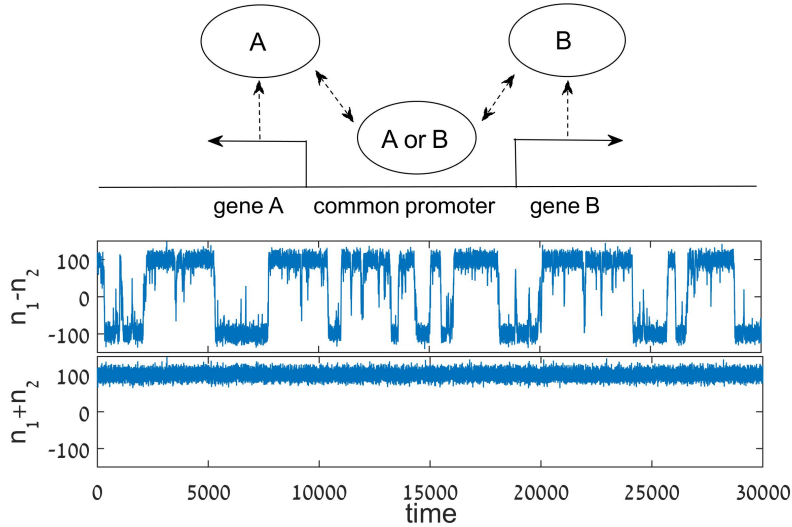 A
B
A or B
gene A common promoter gene B
100
0
-100
n₁-n₂
100
0
-100
n₁+n₂
0 5000 10000 15000 20000 25000 30000
time